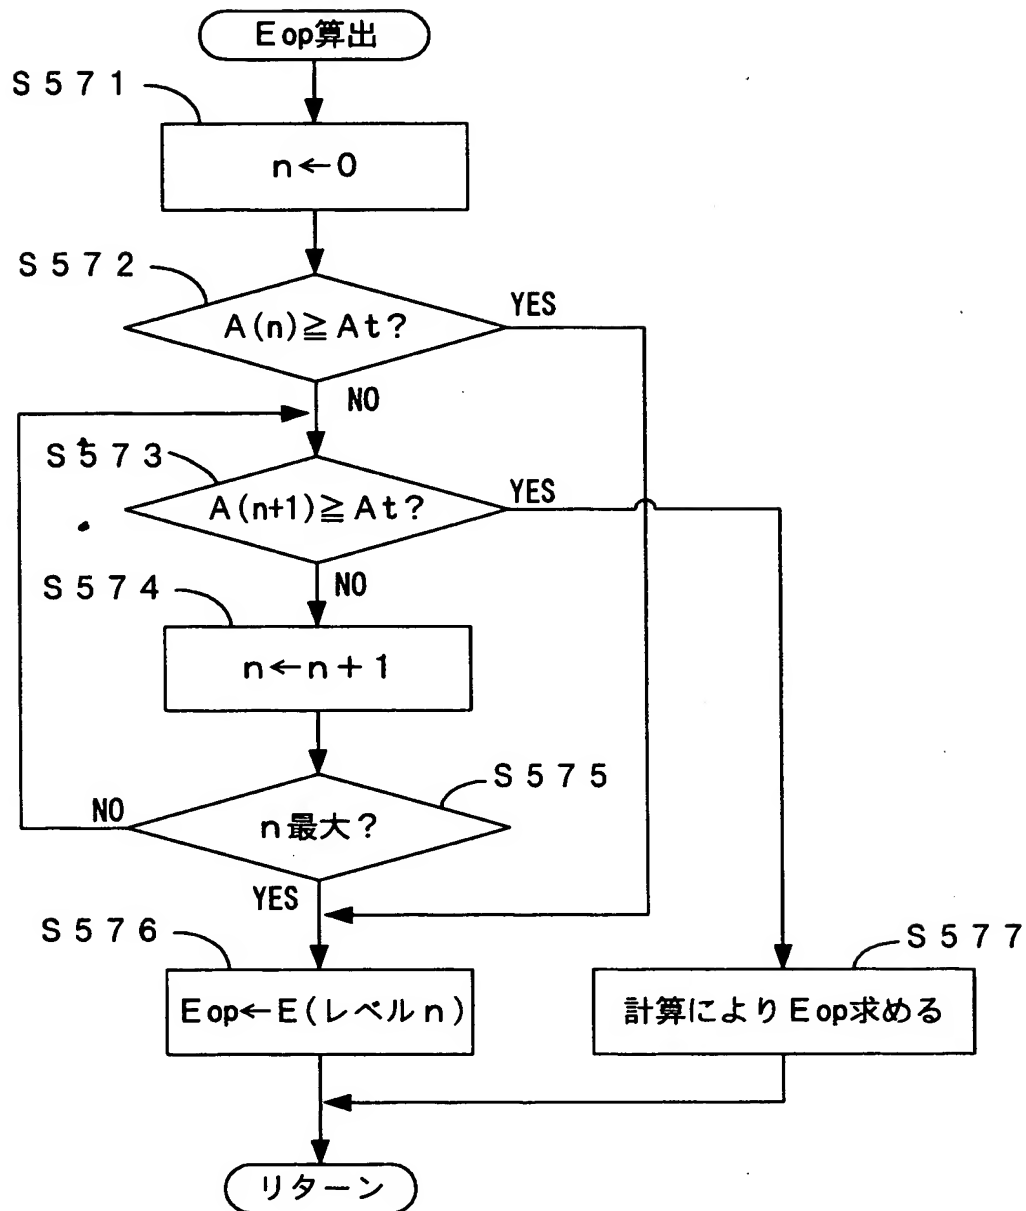 Eop算出
S571
n←0
S572
A(n)≧At?
YES
NO
S573
A(n+1)≧At?
YES
NO
S574
n←n+1
S575
n最大?
NO
YES
S576
Eop←E(レベルn)
S577
計算によりEop求める
リターン